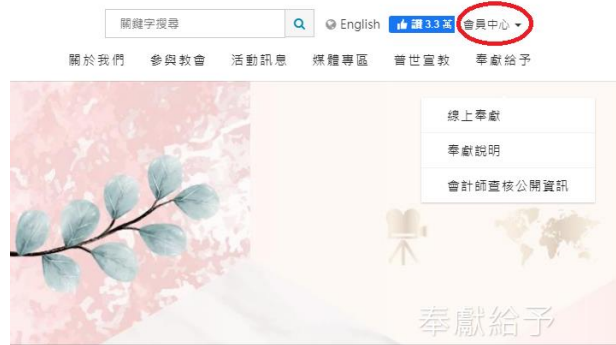 關鍵字搜尋 English 讚 3.3 萬 會員中心
關於我們 參與教會 活動訊息 媒體專區 普世宣教 奉獻給予
線上奉獻
奉獻說明
會計師查核公開資訊
奉獻給予